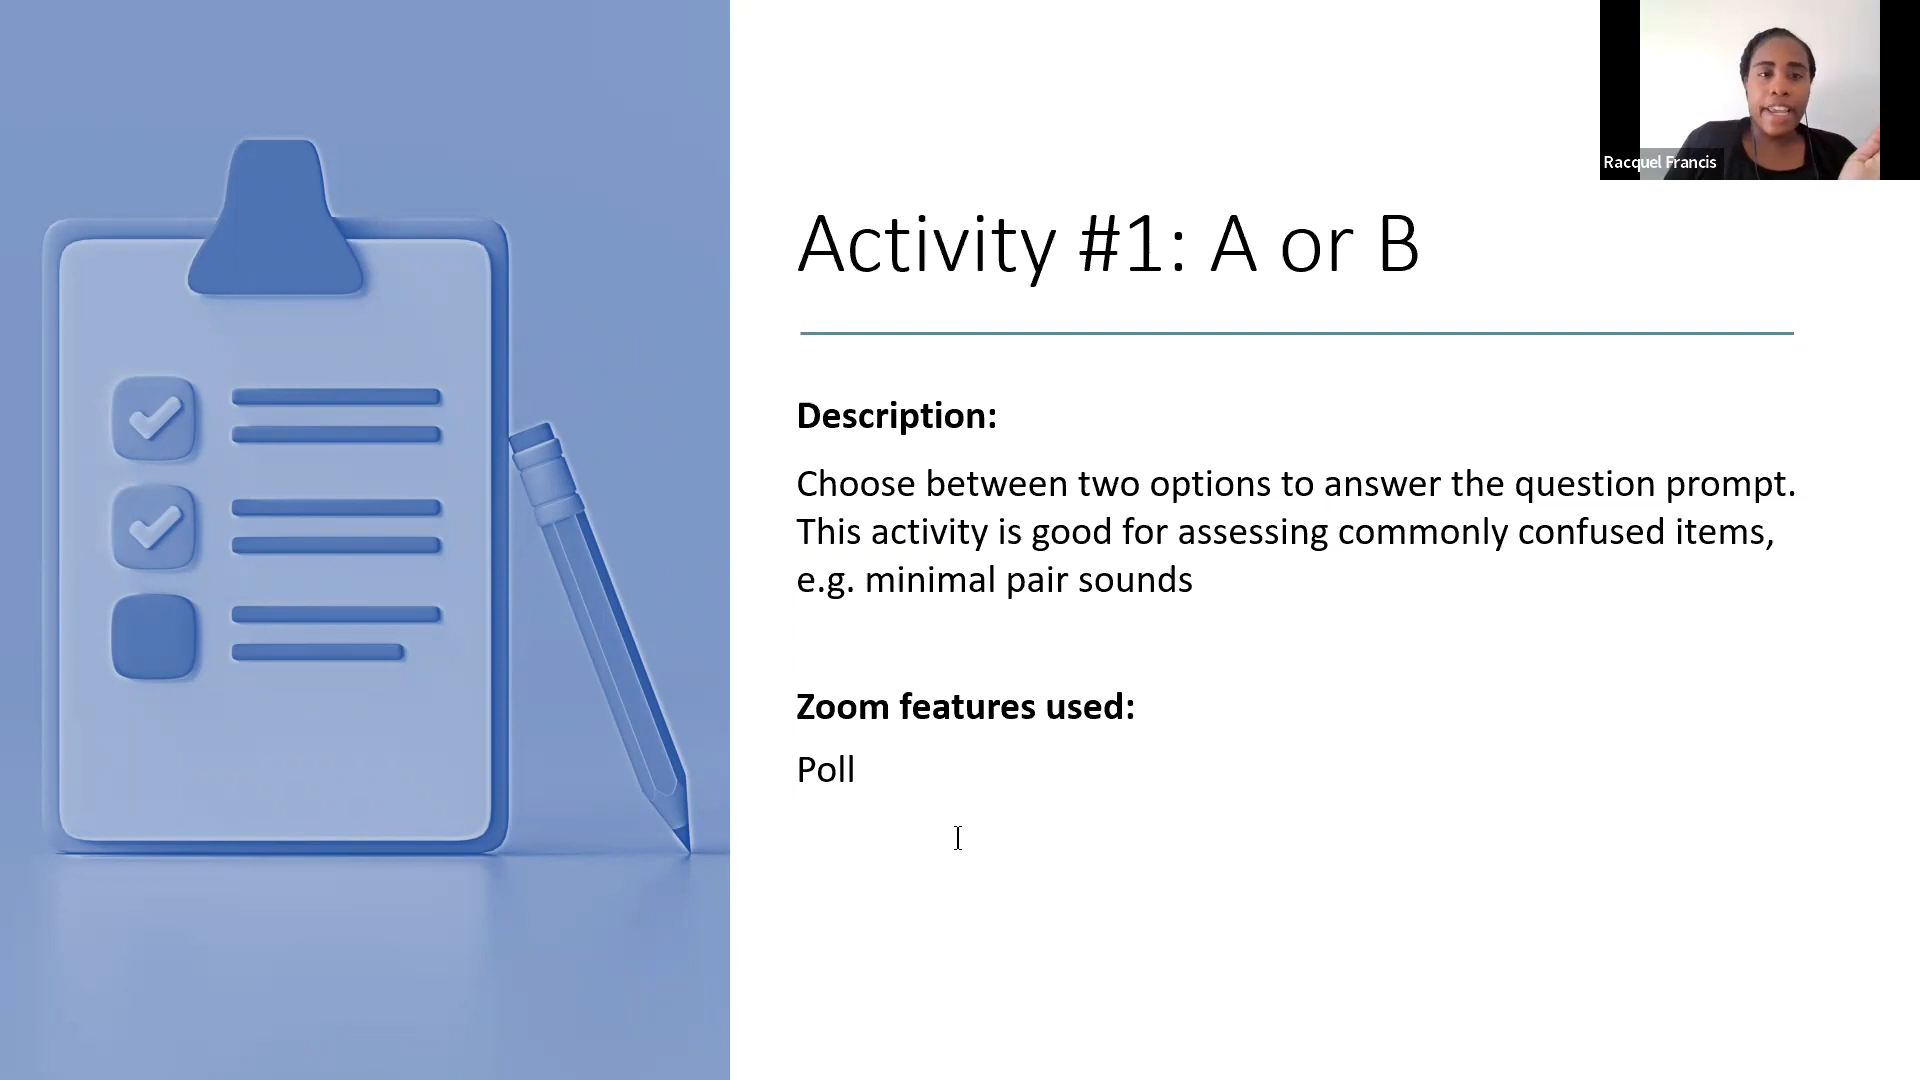 Racquel Francis
Activity #1: A or B
Description:
Choose between two options to answer the question prompt.
This activity is good for assessing commonly confused items,
e.g. minimal pair sounds
Zoom features used:
Poll